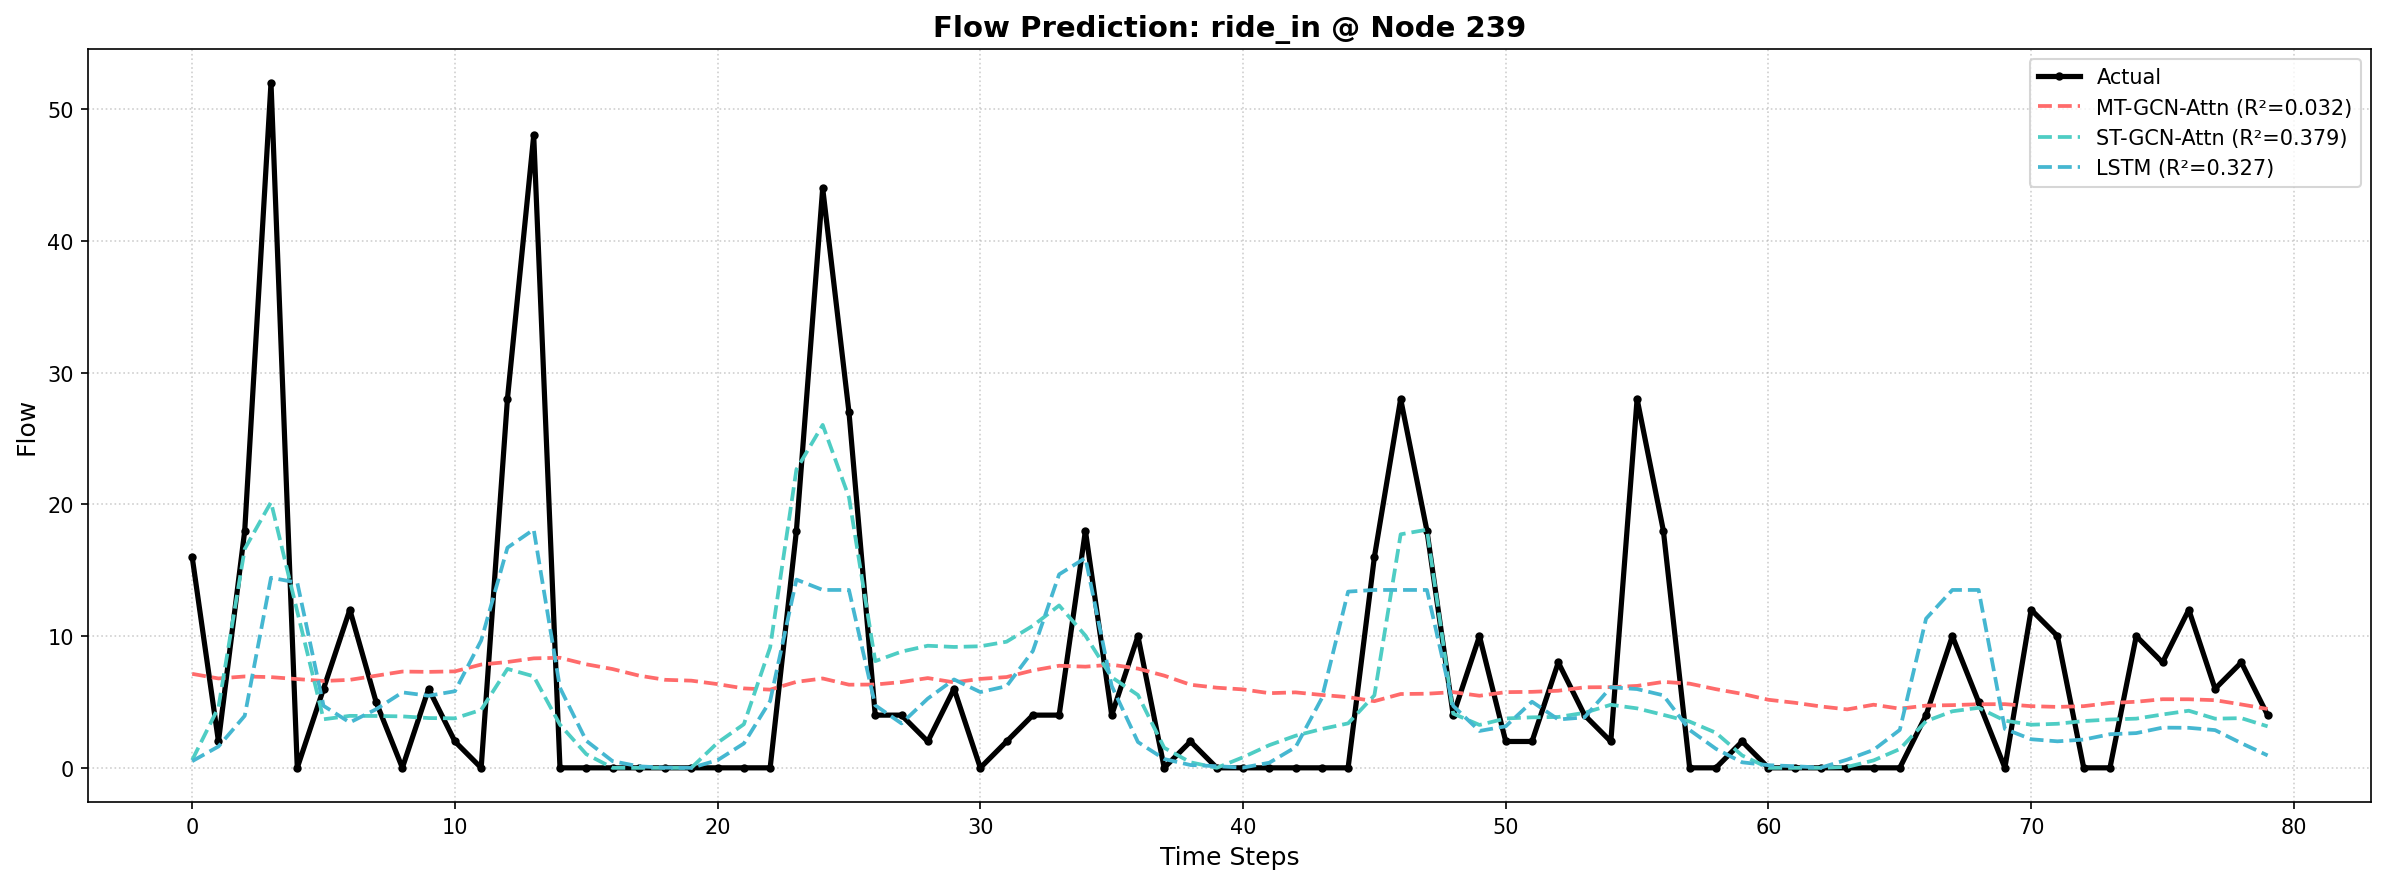 Flow Prediction: ride_in @ Node 239
Actual
MT-GCN-Attn (R²=0.032)
ST-GCN-Attn (R²=0.379)
LSTM (R²=0.327)
Flow
50
40
30
20
10
0
0 10 20 30 40 50 60 70 80
Time Steps